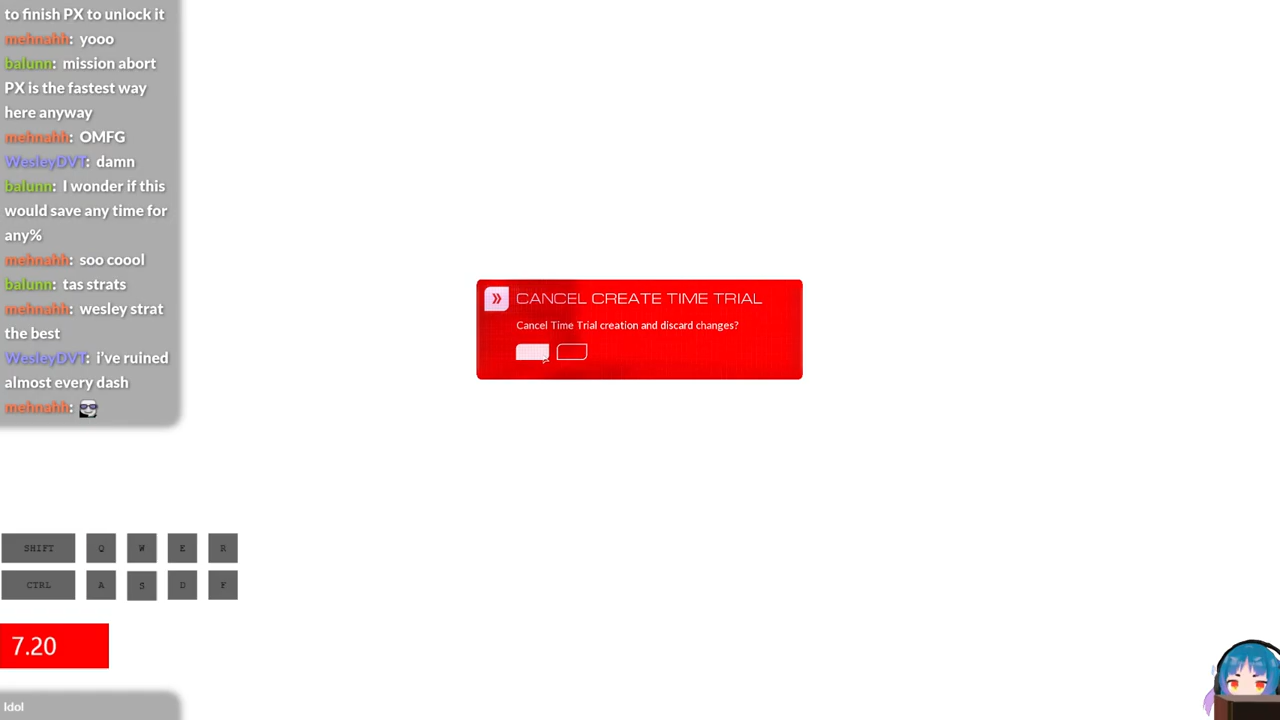 to finish PX to unlock it
mehnahh: yooo
balunn: mission abort
PX is the fastest way
here anyway
mehnahh: OMFG
WesleyDVT: damn
balunn: I wonder if this
would save any time for
any%
mehnahh: soo coool
balunn: tas strats
mehnahh: wesley strat
the best
WesleyDVT: i've ruined
almost every dash
mehnahh:
CANCEL CREATE TIME TRIAL
Cancel Time Trial creation and discard changes?
SHIFT Q W E R
CTRL A S D F
7.20
Idol